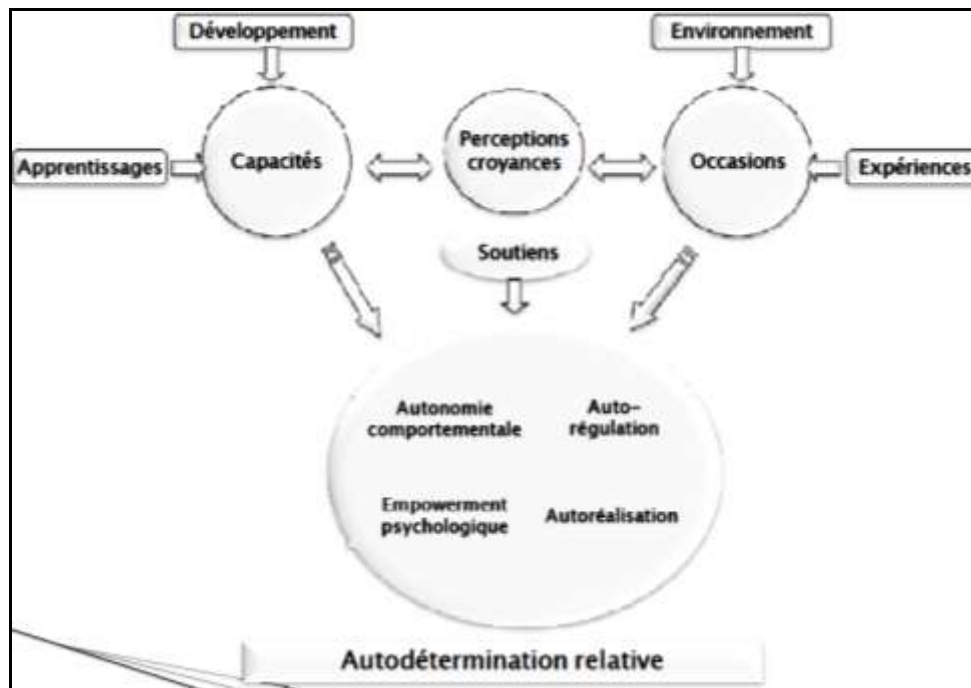 Développement
Environnement
Apprentissages
Capacités
Perceptions
croyances
Occasions
Expériences
Soutiens
Autonomie
comportementale
Auto-
régulation
Empowerment
psychologique
Autoréalisation
Autodétermination relative